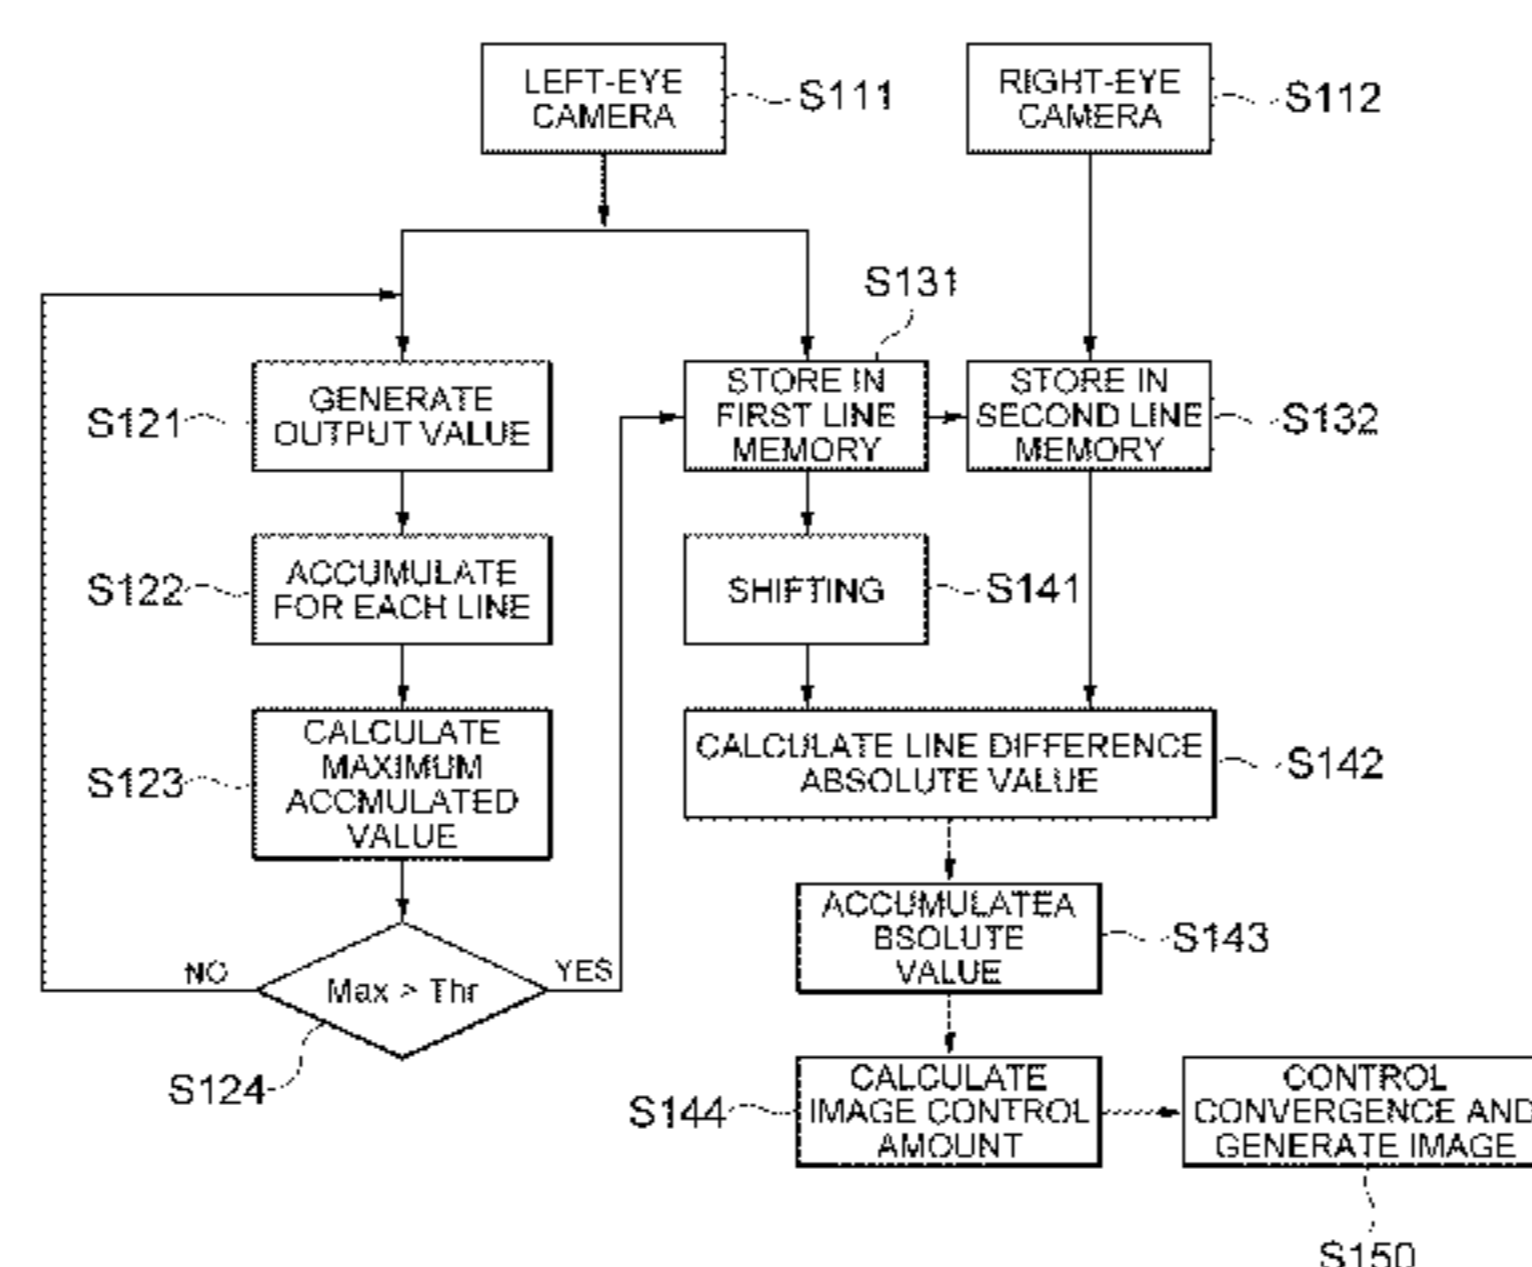 LEFT-EYE
CAMERA
S111
RIGHT-EYE
CAMERA
S112
S131
GENERATE
OUTPUT VALUE
S121
STORE IN
FIRST LINE
MEMORY
STORE IN
SECOND LINE
MEMORY
S132
ACCUMULATE
FOR EACH LINE
S122
SHIFTING
S141
CALCULATE
MAXIMUM
ACCMULATED
VALUE
S123
CALCULATE LINE DIFFERENCE
ABSOLUTE VALUE
S142
ACCUMULATEA
BSOLUTE
VALUE
S143
NO
Max > Thr
YES
S124
S144
CALCULATE
IMAGE CONTROL
AMOUNT
CONTROL
CONVERGENCE AND
GENERATE IMAGE
S150